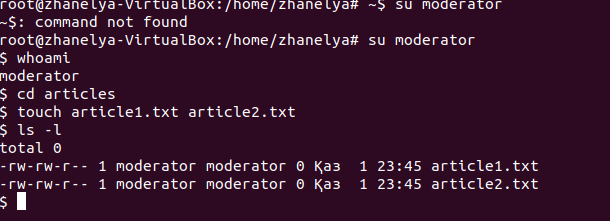 root@zhanelya-VirtualBox:/home/zhanelya# ~$ su moderator
~$: command not found
root@zhanelya-VirtualBox:/home/zhanelya# su moderator
$ whoami
moderator
$ cd articles
$ touch article1.txt article2.txt
$ ls -l
total 0
-rw-rw-r-- 1 moderator moderator 0 Қаз  1 23:45 article1.txt
-rw-rw-r-- 1 moderator moderator 0 Қаз  1 23:45 article2.txt
$